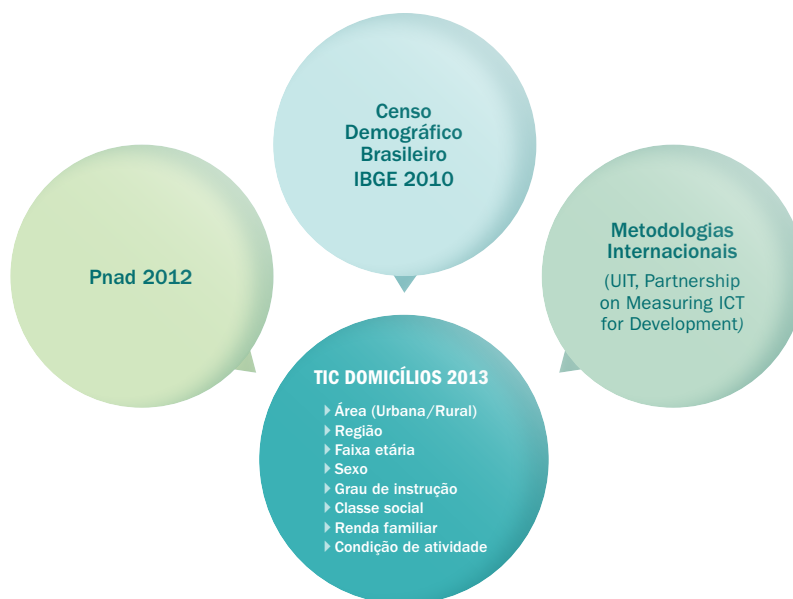 Censo
Demográfico
Brasileiro
IBGE 2010
Pnad 2012
Metodologias
Internacionais
(UIT, Partnership
on Measuring ICT
for Development)
TIC DOMICÍLIOS 2013
Área (Urbana/Rural)
Região
Faixa etária
Sexo
Grau de instrução
Classe social
Renda familiar
Condição de atividade